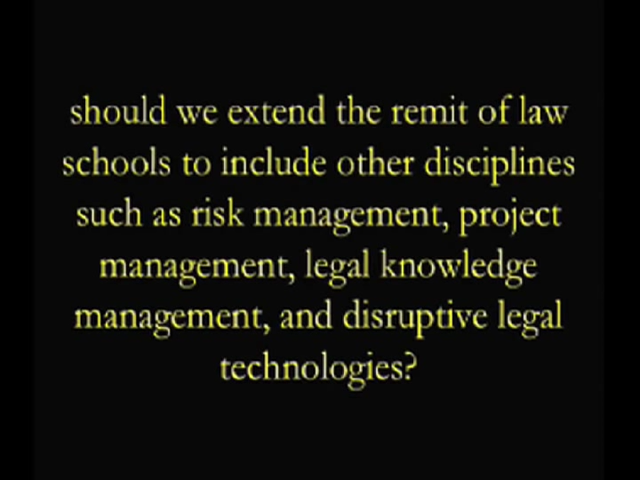 should we extend the remit of law
schools to include other disciplines
such as risk management, project
management, legal knowledge
management, and disruptive legal
technologies?